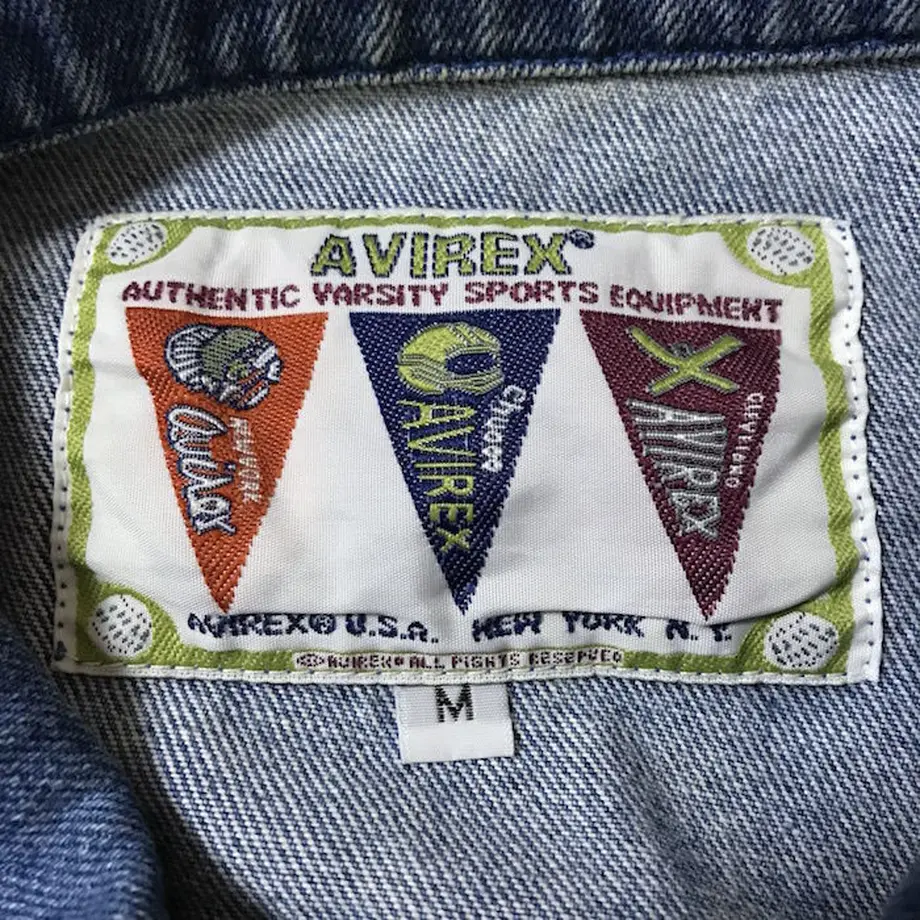 AVIREX®
AUTHENTIC VARSITY SPORTS EQUIPMENT
Avirex
AVIREX
AVIREX
AVIREX® U.S.A. NEW YORK N.Y.
© AVIREX® ALL RIGHTS RESERVED
M